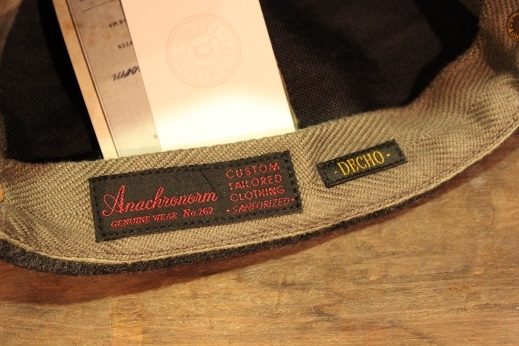 Anachronorm
GENUINE WEAR No 262
CUSTOM
TAILORED
CLOTHING
• SANFORIZED •
· DECHO ·